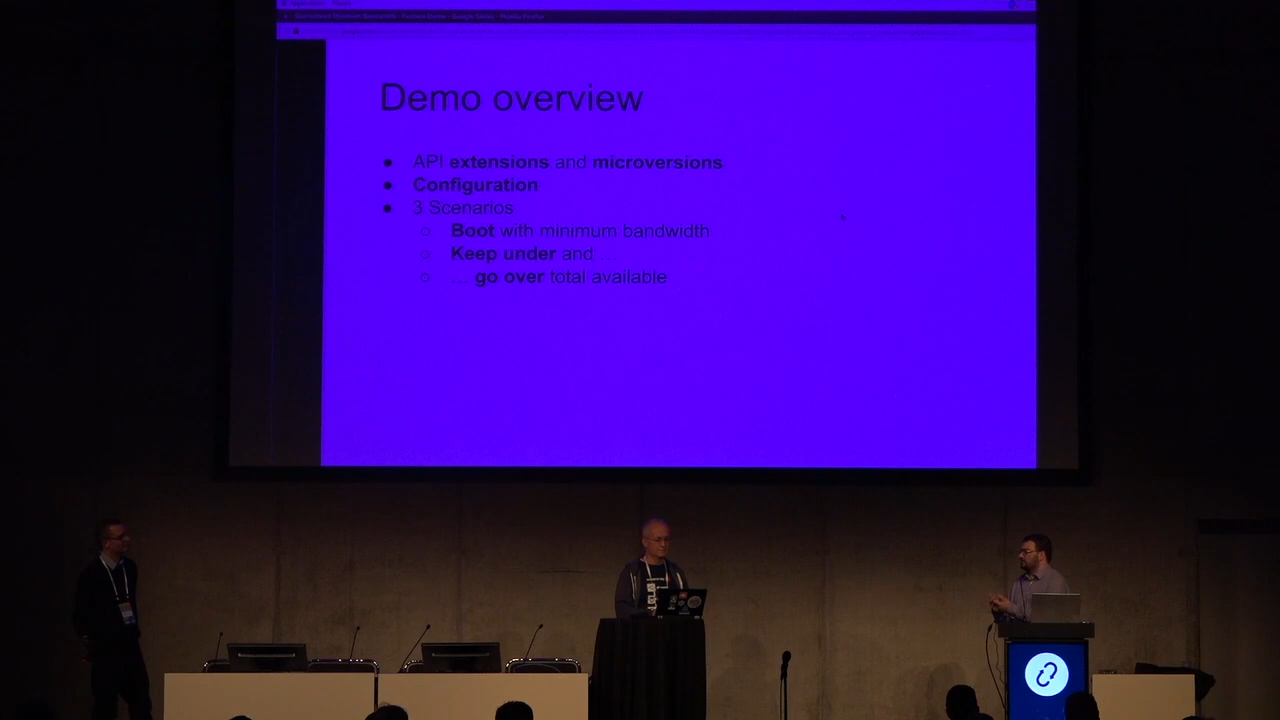 Demo overview
● API extensions and microversions
● Configuration
● 3 Scenarios
○ Boot with minimum bandwidth
○ Keep under and …
○ … go over total available